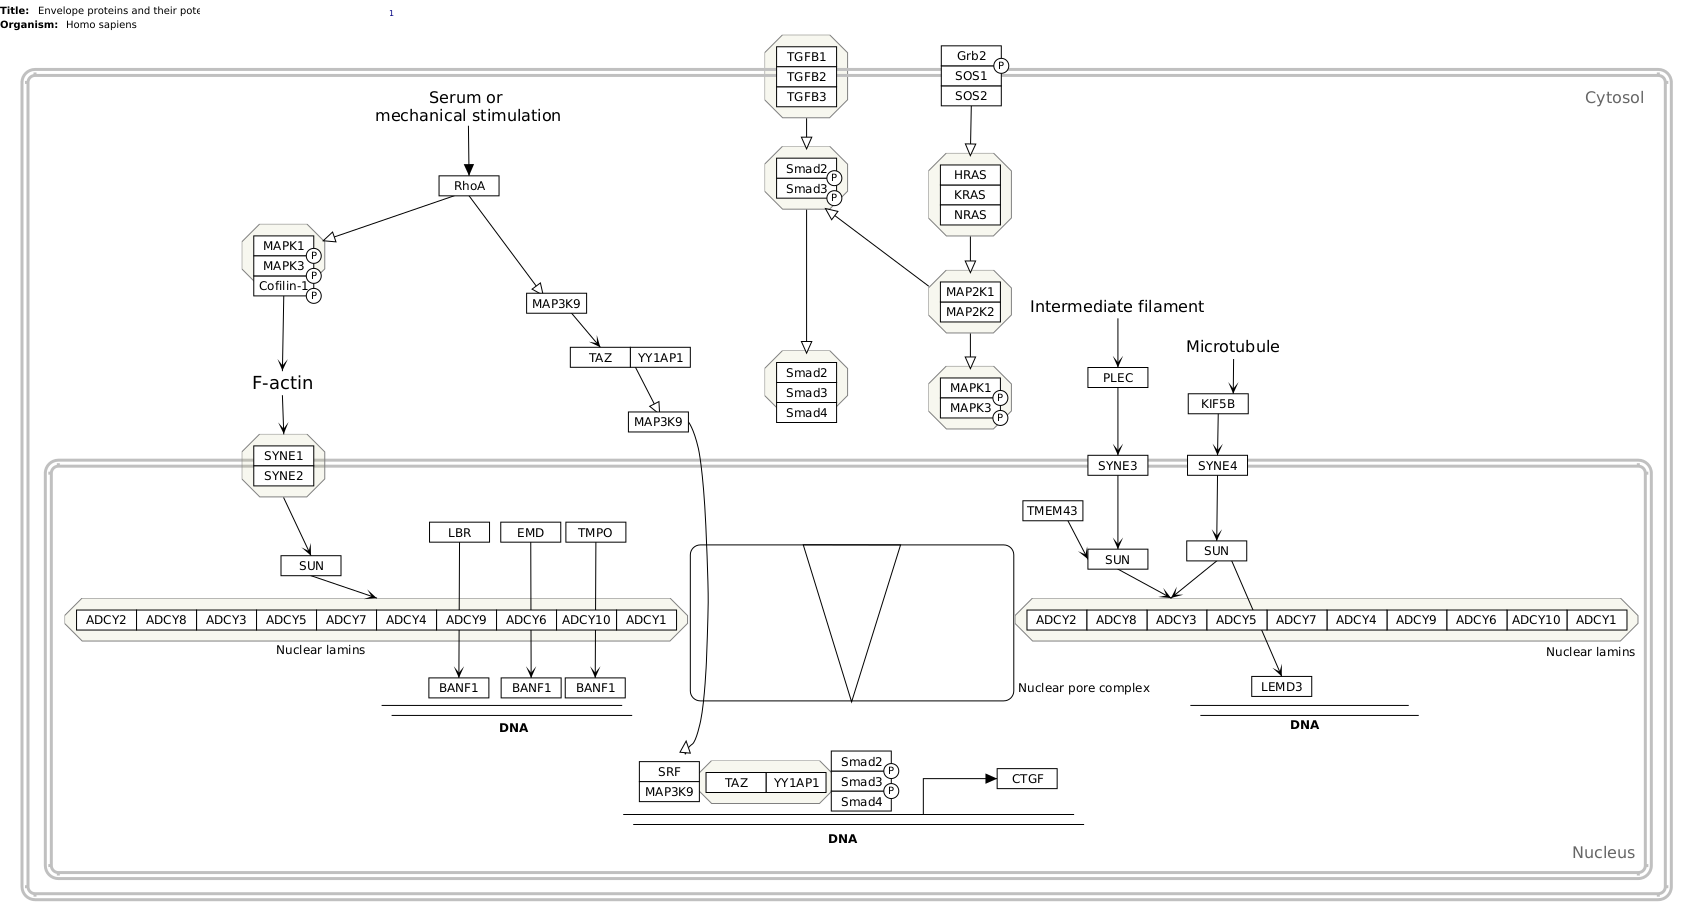 Title: Envelope proteins and their pote
1
Organism: Homo sapiens
TGFB1
TGFB2
TGFB3
Grb2
P
SOS1
SOS2
Cytosol
Serum or
mechanical stimulation
RhoA
Smad2
P
Smad3
P
HRAS
KRAS
NRAS
MAPK1
P
MAPK3
P
Cofilin-1
P
MAP3K9
MAP2K1
MAP2K2
Intermediate filament
Microtubule
TAZ YY1AP1
F-actin
Smad2
Smad3
Smad4
MAPK1
P
MAPK3
P
PLEC
KIF5B
MAP3K9
SYNE1
SYNE2
SYNE3
SYNE4
TMEM43
LBR EMD TMPO
SUN
SUN
SUN
ADCY2 ADCY8 ADCY3 ADCY5 ADCY7 ADCY4 ADCY9 ADCY6 ADCY10 ADCY1
ADCY2 ADCY8 ADCY3 ADCY5 ADCY7 ADCY4 ADCY9 ADCY6 ADCY10 ADCY1
Nuclear lamins
Nuclear lamins
BANF1 BANF1 BANF1
Nuclear pore complex
LEMD3
DNA
DNA
SRF
MAP3K9
TAZ YY1AP1
Smad2
P
Smad3
P
Smad4
CTGF
DNA
Nucleus